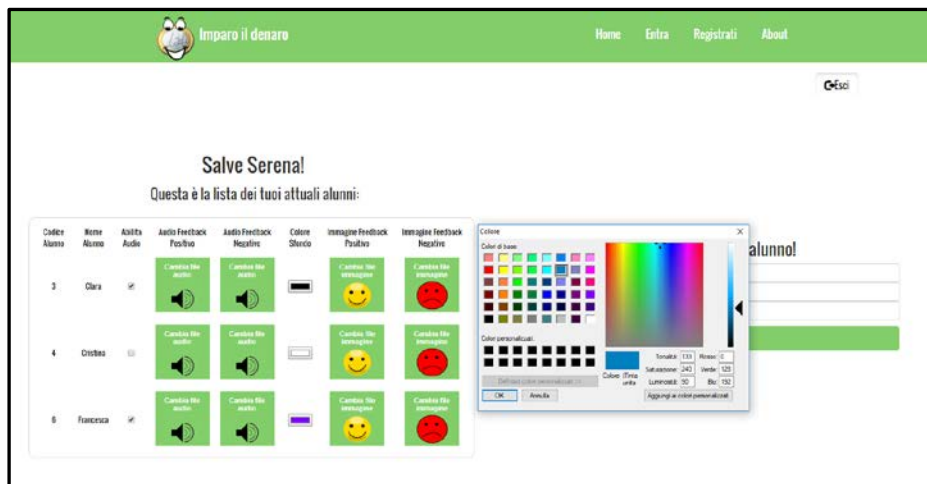 Imparo il denaro
Home Entra Registrati About
Esci
Salve Serena!
Questa è la lista dei tuoi attuali alunni:
Codice Alunno Nome Alunno Abilita Audio Audio Feedback Positivo Audio Feedback Negativo Colore Sfondo Immagine Feedback Positivo Immagine Feedback Negativo
3 Clara Cambia file audio Cambia file audio Cambia file immagine Cambia file immagine
4 Cristina Cambia file audio Cambia file audio Cambia file immagine Cambia file immagine
6 Francesca Cambia file audio Cambia file audio Cambia file immagine Cambia file immagine
alunno!
Colore
Colori di base:
Colori personalizzati:
Definisci colori personalizzati >>
OK Annulla
Colore |Tinta unita
Tonalità: Rosso: 0
Saturazione: 240 Verde:
Luminosità: 90 Blu: 192
Aggiungi ai colori personalizzati